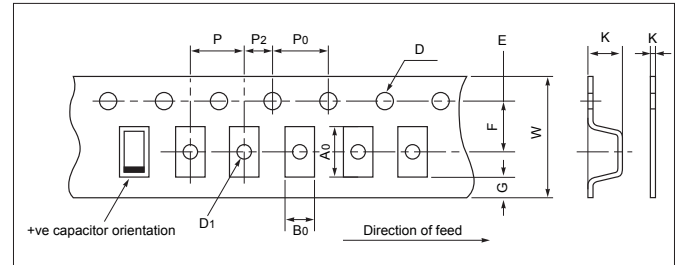 P P2 P0 D E K K
W
F
A0
G
+ve capacitor orientation D1 B0 Direction of feed